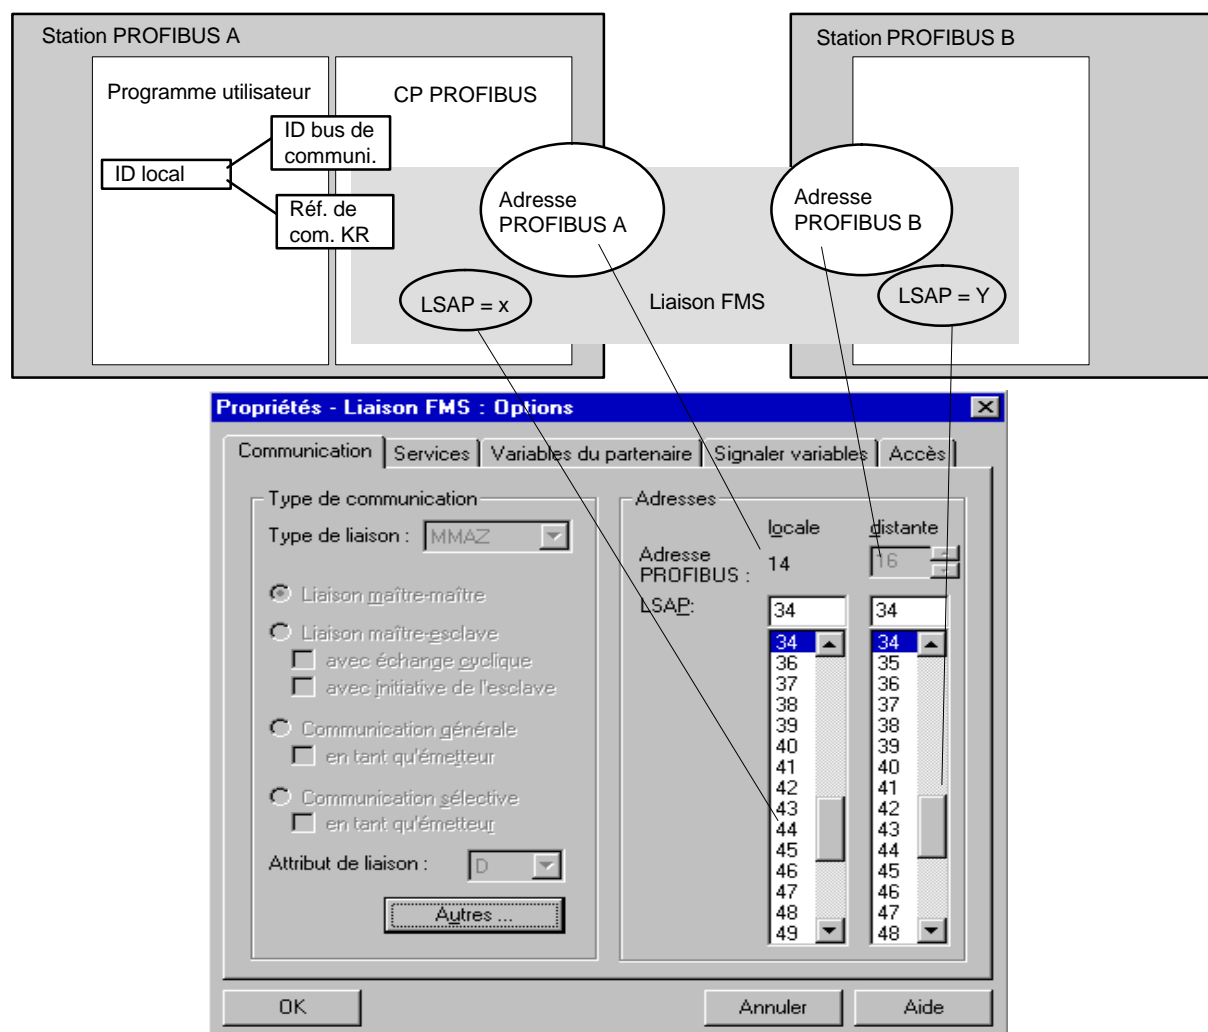 Station PROFIBUS A
Station PROFIBUS B
Programme utilisateur
CP PROFIBUS
ID bus de
communi.
ID local
Réf. de
com. KR
Adresse
PROFIBUS A
Adresse
PROFIBUS B
LSAP = x
Liaison FMS
LSAP = Y
Propriétés - Liaison FMS : Options
Communication
Services
Variables du partenaire
Signaler variables
Accès
Type de communication
Type de liaison :
MMAZ
Liaison maître-maître
Liaison maître-esclave
avec échange cyclique
avec initiative de l'esclave
Communication générale
en tant qu'émetteur
Communication sélective
en tant qu'émetteur
Attribut de liaison :
D
Autres ...
Adresses
locale
distante
Adresse
PROFIBUS :
14
16
LSAP:
34
34
34
36
37
38
39
40
41
42
43
44
45
46
47
48
49
34
35
36
37
38
39
40
41
42
43
44
45
46
47
48
OK
Annuler
Aide